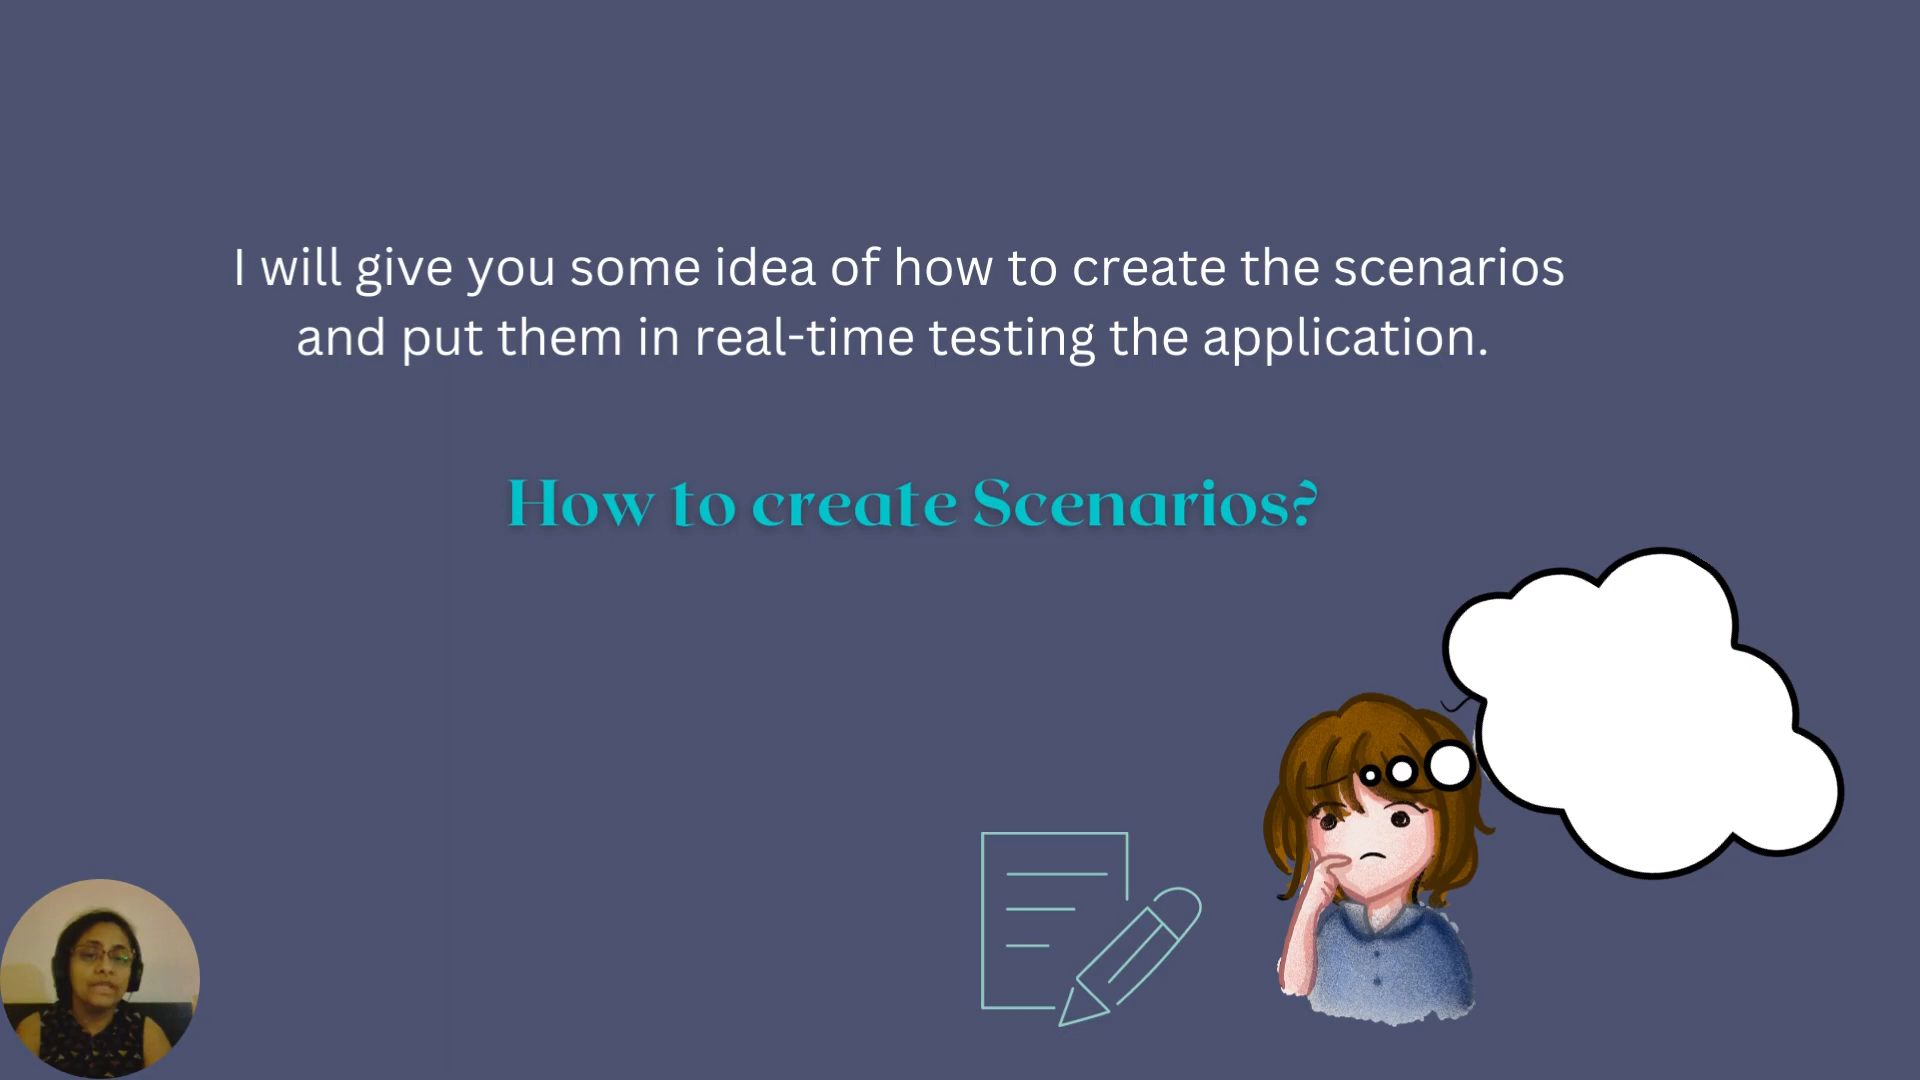 I will give you some idea of how to create the scenarios
and put them in real-time testing the application.
How to create Scenarios?